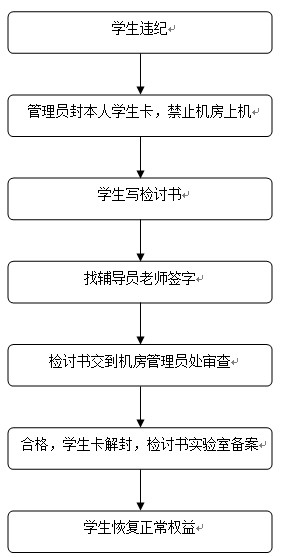 学生违纪
管理员封本人学生卡，禁止机房上机
学生写检讨书
找辅导员老师签字
检讨书交到机房管理员处审查
合格，学生卡解封，检讨书实验室备案
学生恢复正常权益